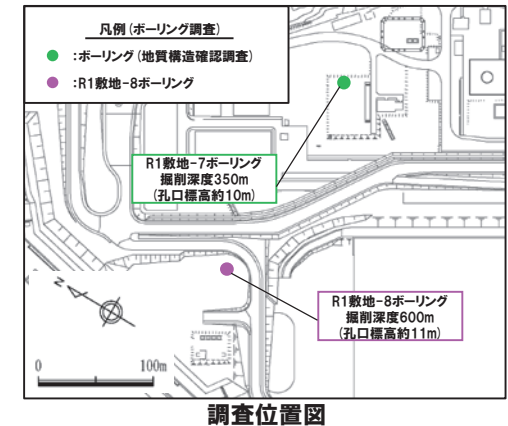 凡例(ボーリング調査)
:ボーリング(地質構造確認調査)
:R1敷地-8ボーリング
R1敷地-7ボーリング
掘削深度350m
(孔口標高約10m)
R1敷地-8ボーリング
掘削深度600m
(孔口標高約11m)
N
0 100m
調査位置図